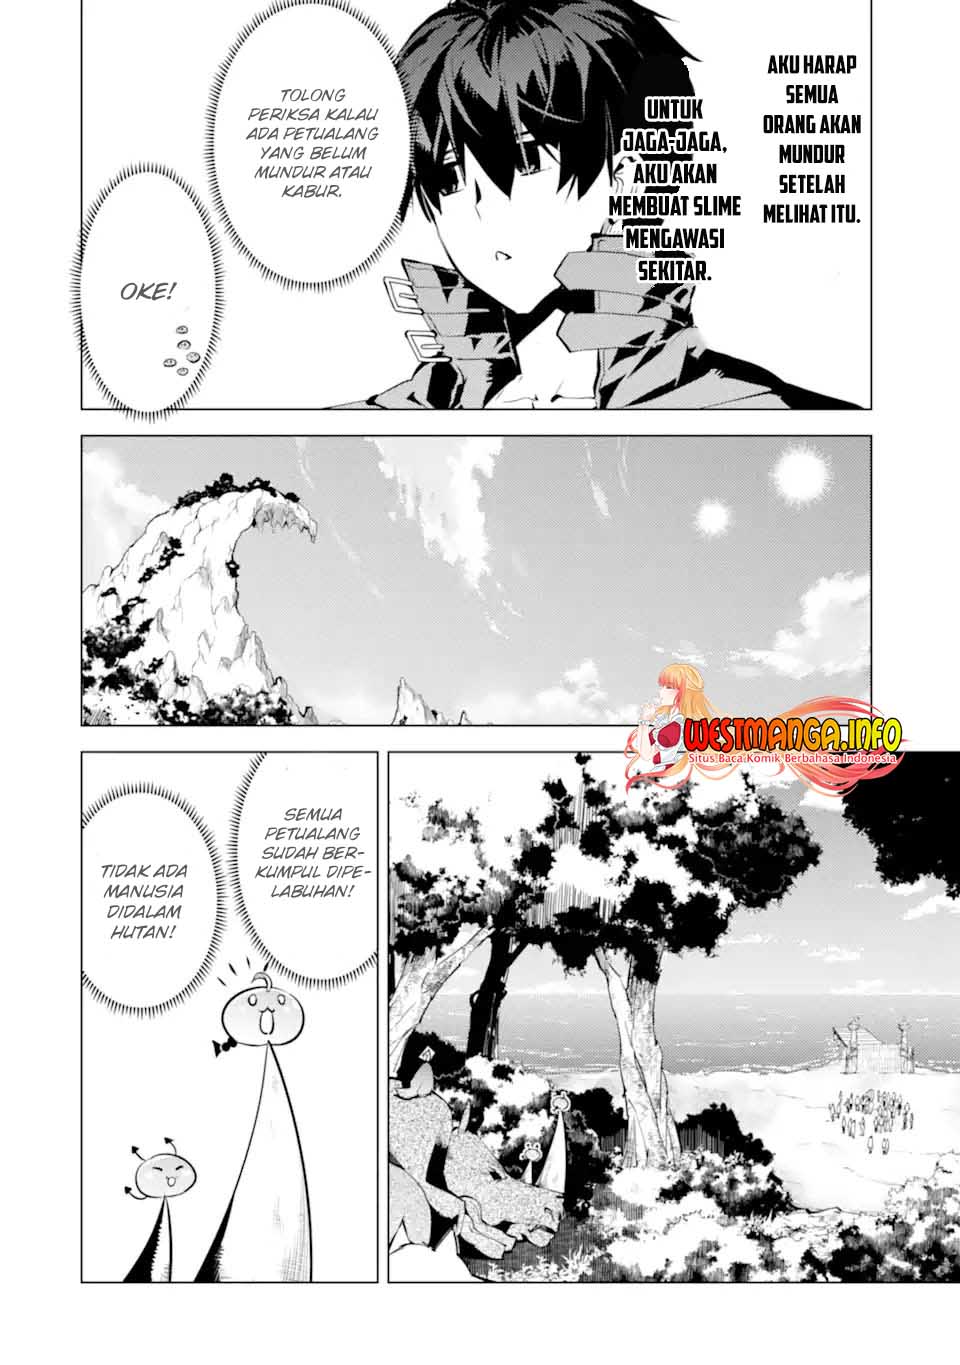 AKU HARAP
SEMUA
ORANG AKAN
MUNDUR
SETELAH
MELIHAT ITU.
UNTUK
JAGA-JAGA,
AKU AKAN
MEMBUAT SLIME
MENGAWASI
SEKITAR.
TOLONG
PERIKSA KALAU
ADA PETUALANG
YANG BELUM
MUNDUR ATAU
KABUR.
OKE!
WESTMANGA.INFO
Situs Baca Komik Berbahasa Indonesia
SEMUA
PETUALANG
SUDAH BER-
KUMPUL DIPE-
LABUHAN!
TIDAK ADA
MANUSIA
DIDALAM
HUTAN!